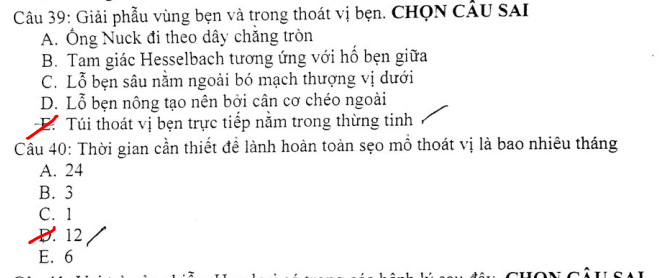 Câu 39: Giải phẫu vùng bẹn và trong thoát vị bẹn. CHỌN CÂU SAI
A. Ống Nuck đi theo dây chằng tròn
B. Tam giác Hesselbach tương ứng với hố bẹn giữa
C. Lỗ bẹn sâu nằm ngoài bó mạch thượng vị dưới
D. Lỗ bẹn nông tạo nên bởi cân cơ chéo ngoài
E. Túi thoát vị bẹn trực tiếp nằm trong thừng tinh
Câu 40: Thời gian cần thiết để lành hoàn toàn sẹo mổ thoát vị là bao nhiêu tháng
A. 24
B. 3
C. 1
D. 12
E. 6
CHỌN CÂU SAI